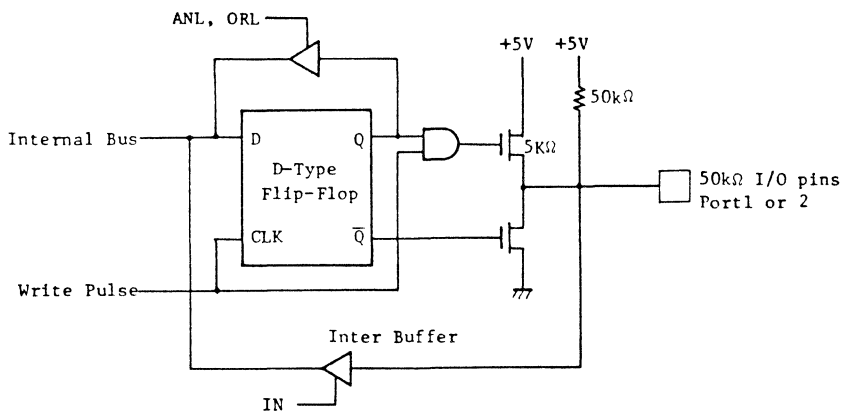 ANL, ORL
+5V
+5V
50kΩ
Internal Bus
D
Q
5KΩ
D-Type
Flip-Flop
50kΩ I/O pins
Port1 or 2
CLK
Q̅
Write Pulse
Inter Buffer
IN